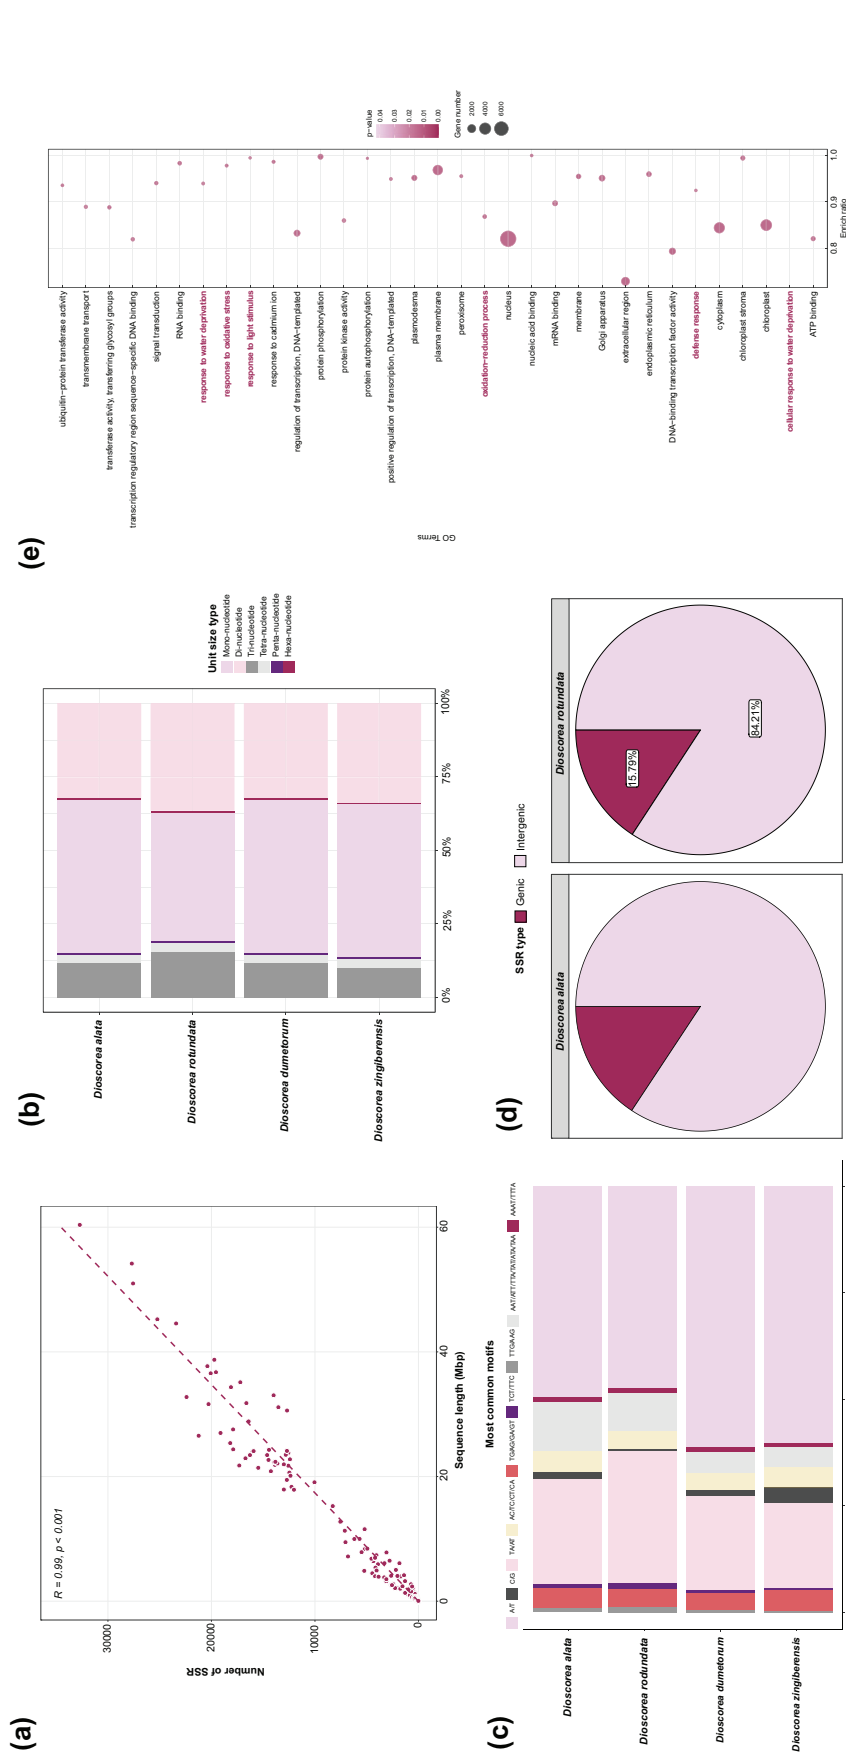 (a)
R = 0.99, p < 0.001
Number of SSR
30000
20000
10000
0
0
20
40
60
Sequence length (Mbp)
(b)
Dioscorea alata
Dioscorea rotundata
Dioscorea dumetorum
Dioscorea zingiberensis
0%
25%
50%
75%
100%
Unit size type
Mono-nucleotide
Di-nucleotide
Tri-nucleotide
Tetra-nucleotide
Penta-nucleotide
Hexa-nucleotide
(c)
Most common motifs
A/T
C/G
TA/AT
AC/TC/CT/CA
TG/AG/GA/GT
TCT/TTC
TTGAAG
AAT/ATT/TTA/TAT/ATA/TAA
AAAT/TTTA
Dioscorea alata
Dioscorea rodundata
Dioscorea dumetorum
Dioscorea zingiberensis
(d)
SSR type
Genic
Intergenic
Dioscorea alata
Dioscorea rotundata
15.79%
84.21%
(e)
GO Terms
ubiquitin−protein transferase activity
transmembrane transport
transferase activity, transferring glycosyl groups
transcription regulatory region sequence−specific DNA binding
signal transduction
RNA binding
response to water deprivation
response to oxidative stress
response to light stimulus
response to cadmium ion
regulation of transcription, DNA−templated
protein phosphorylation
protein kinase activity
protein autophosphorylation
positive regulation of transcription, DNA−templated
plasmodesma
plasma membrane
peroxisome
oxidation−reduction process
nucleus
nucleic acid binding
mRNA binding
membrane
Golgi apparatus
extracellular region
endoplasmic reticulum
DNA−binding transcription factor activity
defense response
cytoplasm
chloroplast stroma
chloroplast
cellular response to water deprivation
ATP binding
0.8
0.9
1.0
Enrich ratio
p−value
0.04
0.03
0.02
0.01
0.00
Gene number
2000
4000
6000